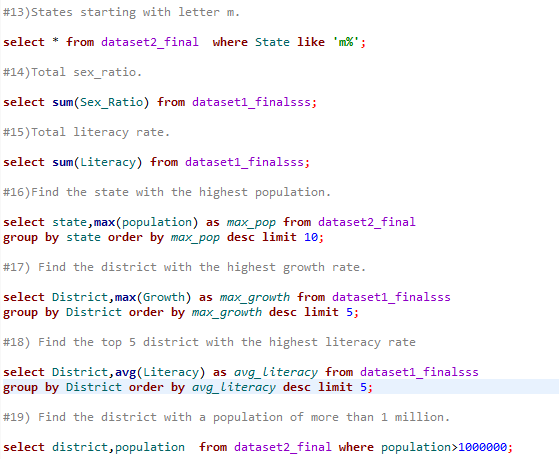 #13)States starting with letter m.
select * from dataset2_final  where State like 'm%';
#14)Total sex_ratio.
select sum(Sex_Ratio) from dataset1_finalsss;
#15)Total literacy rate.
select sum(Literacy) from dataset1_finalsss;
#16)Find the state with the highest population.
select state,max(population) as max_pop from dataset2_final
group by state order by max_pop desc limit 10;
#17) Find the district with the highest growth rate.
select District,max(Growth) as max_growth from dataset1_finalsss
group by District order by max_growth desc limit 5;
#18) Find the top 5 district with the highest literacy rate
select District,avg(Literacy) as avg_literacy from dataset1_finalsss
group by District order by avg_literacy desc limit 5;
#19) Find the district with a population of more than 1 million.
select district,population  from dataset2_final where population>1000000;